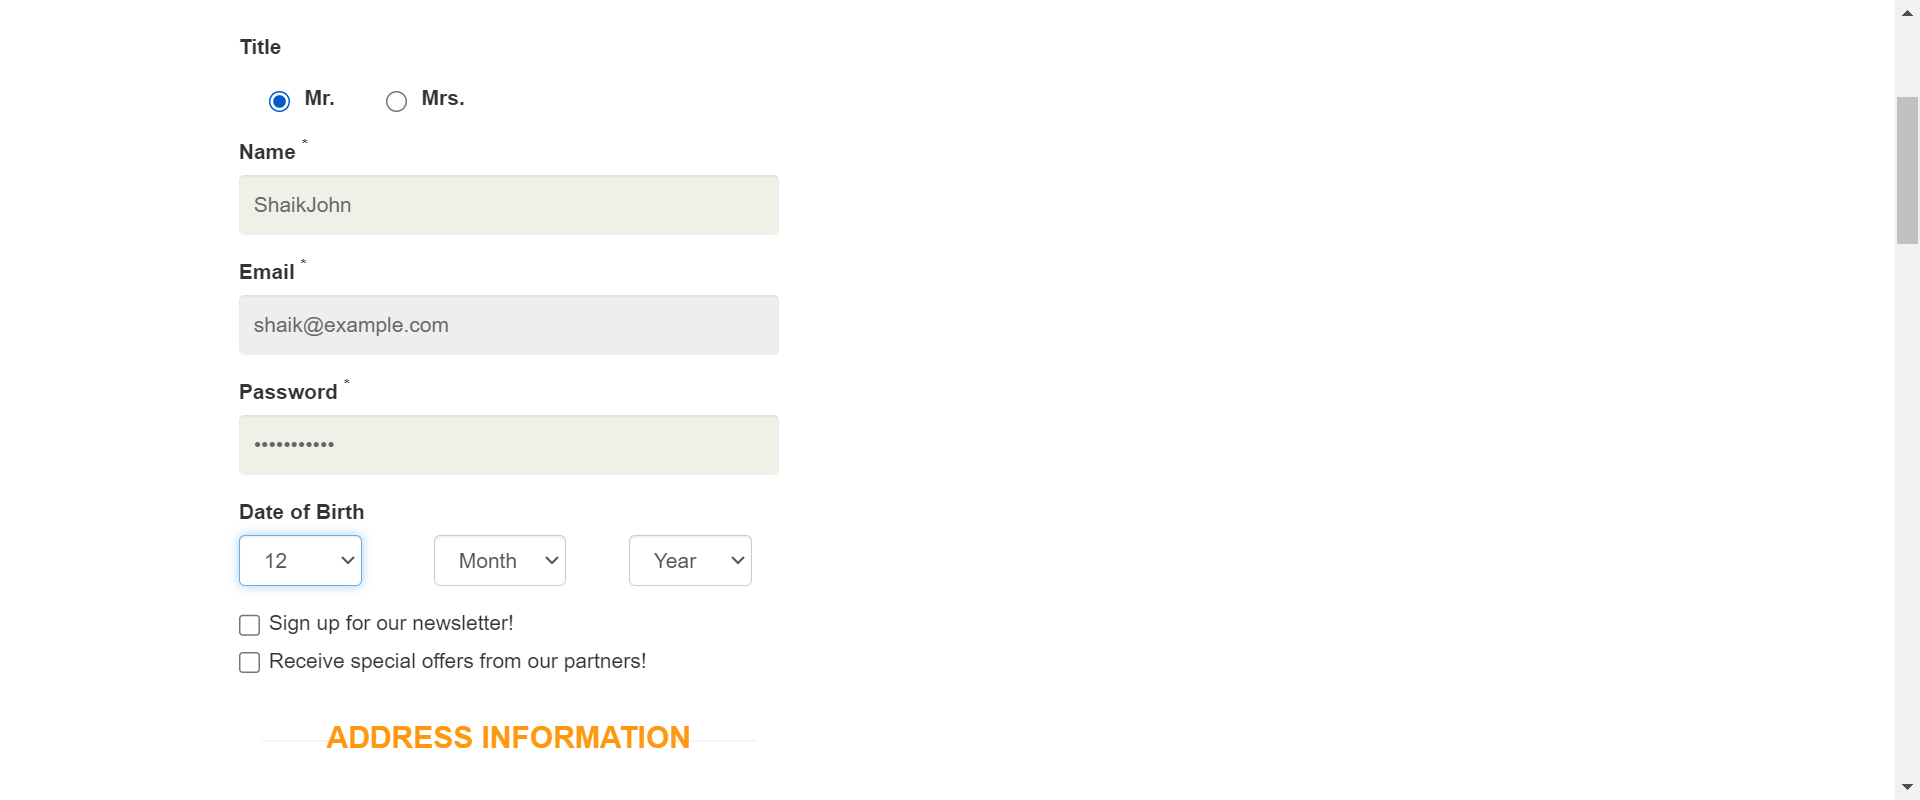 Title
Mr. Mrs.
Name *
ShaikJohn
Email *
shaik@example.com
Password *
•••••••••••
Date of Birth
12 Month Year
Sign up for our newsletter!
Receive special offers from our partners!
ADDRESS INFORMATION